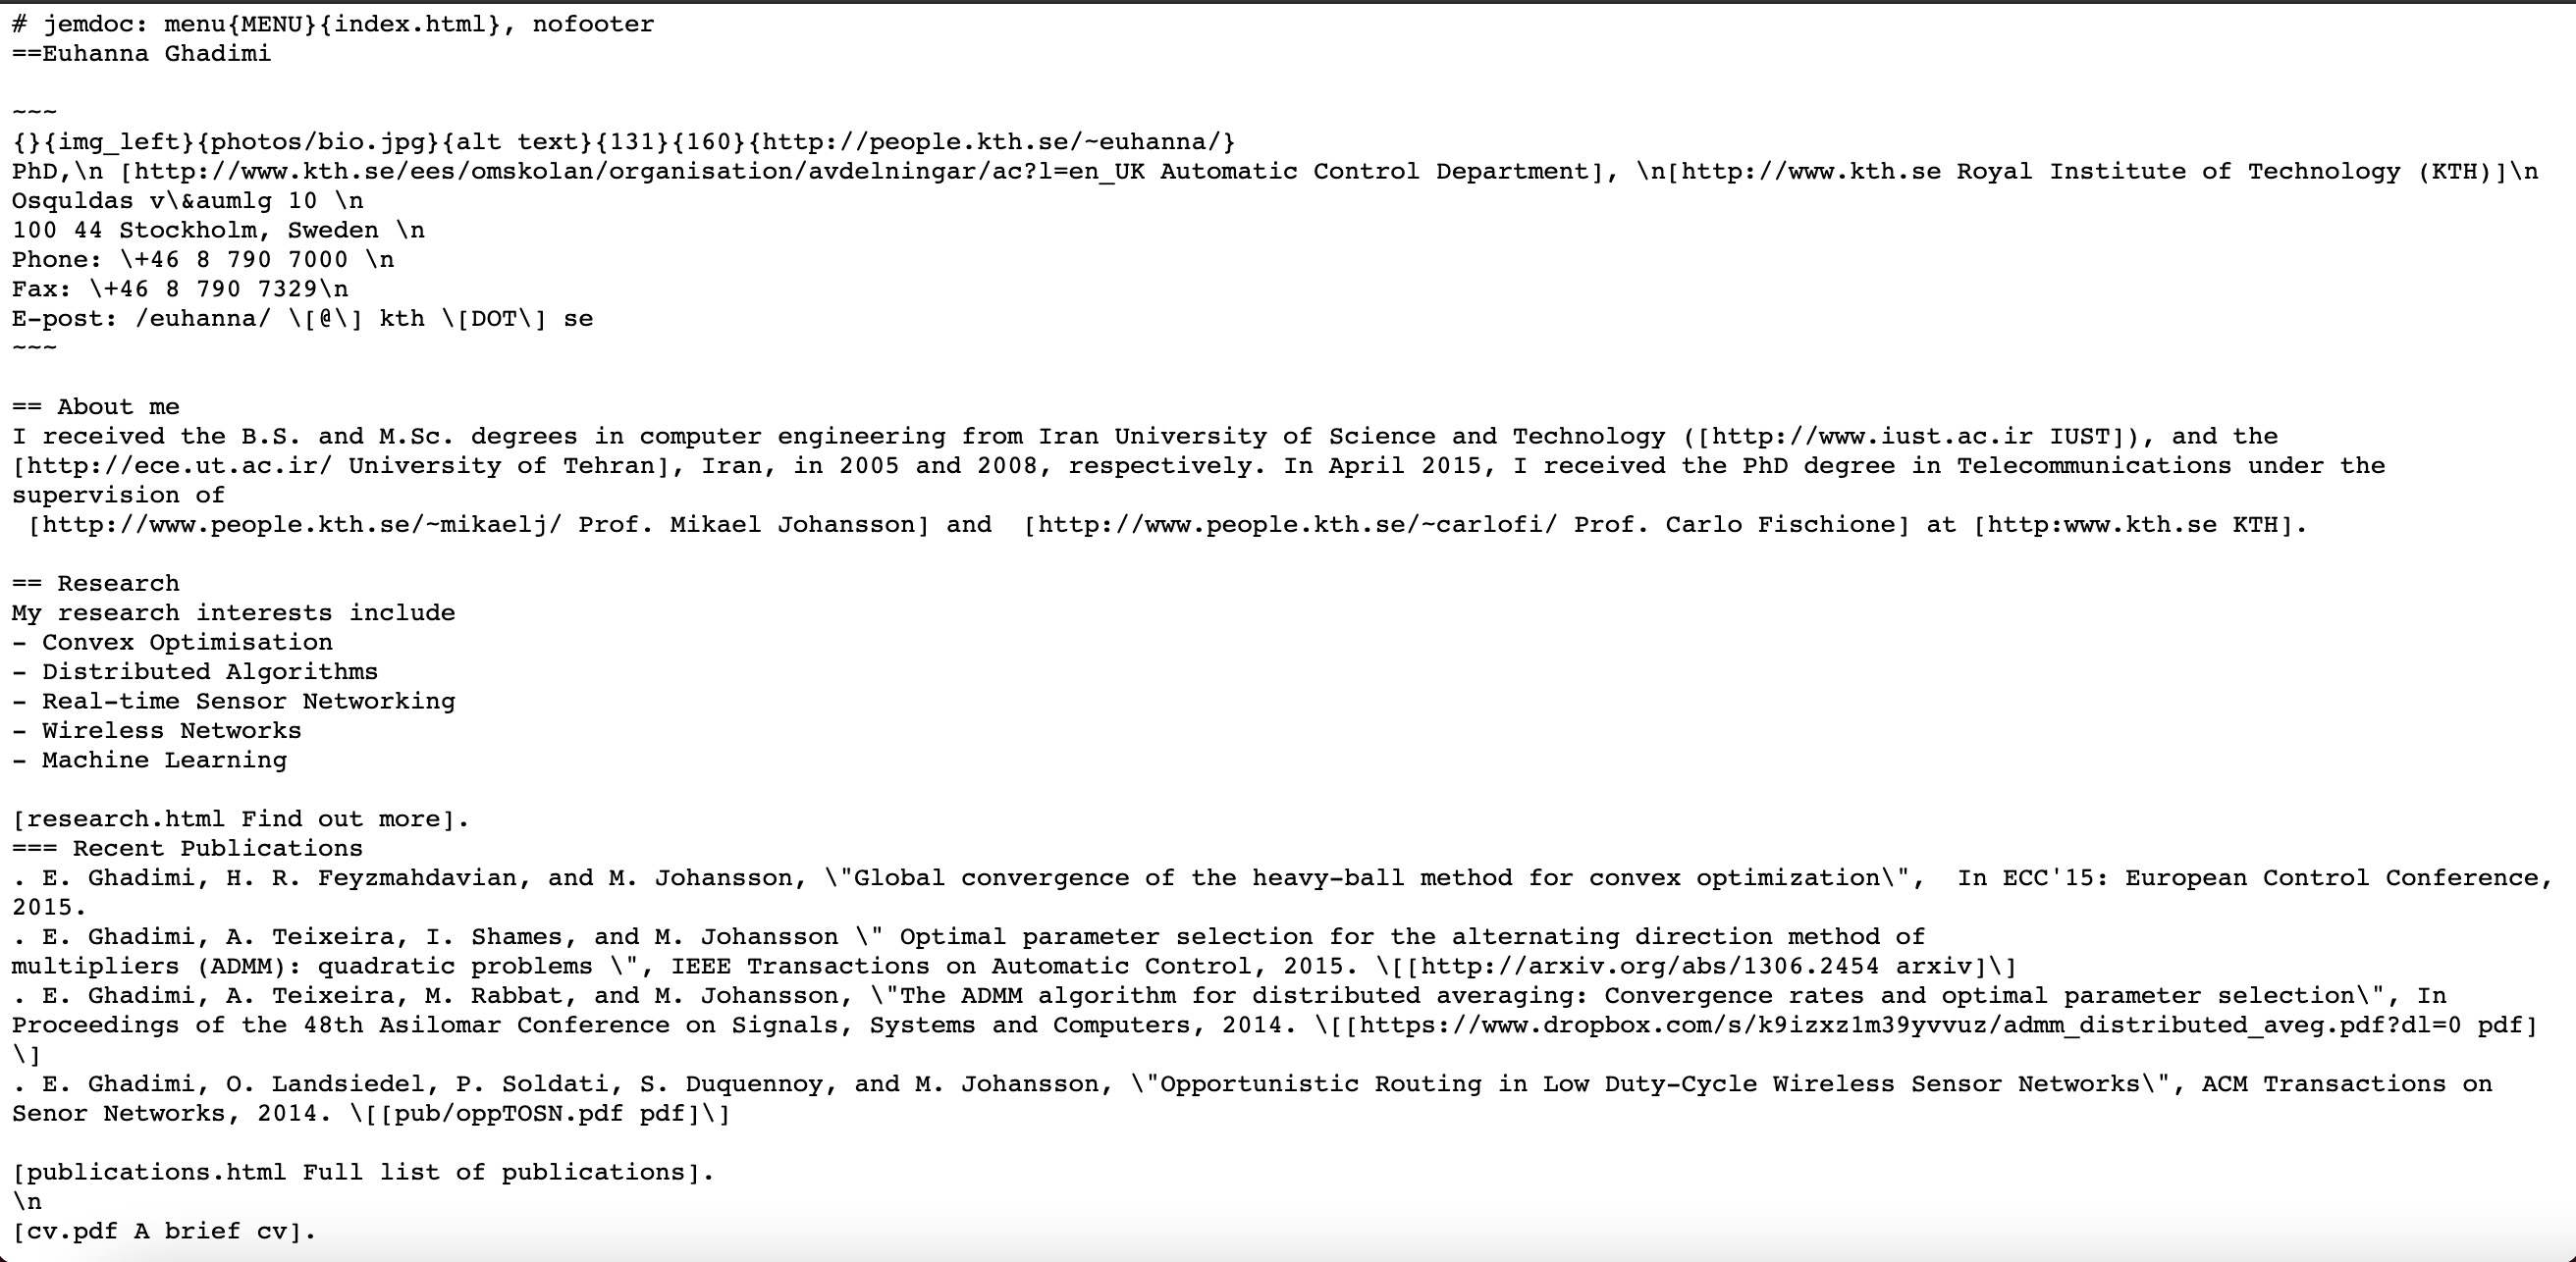 # jemdoc: menu{MENU}{index.html}, nofooter
==Euhanna Ghadimi
~~~
{}{img_left}{photos/bio.jpg}{alt text}{131}{160}{http://people.kth.se/~euhanna/}
PhD,\n [http://www.kth.se/ees/omskolan/organisation/avdelningar/ac?l=en_UK Automatic Control Department], \n[http://www.kth.se Royal Institute of Technology (KTH)]\n
Osquldas v\&aumlg 10 \n
100 44 Stockholm, Sweden \n
Phone: \+46 8 790 7000 \n
Fax: \+46 8 790 7329\n
E-post: /euhanna/ \[@\] kth \[DOT\] se
~~~
== About me
I received the B.S. and M.Sc. degrees in computer engineering from Iran University of Science and Technology ([http://www.iust.ac.ir IUST]), and the
[http://ece.ut.ac.ir/ University of Tehran], Iran, in 2005 and 2008, respectively. In April 2015, I received the PhD degree in Telecommunications under the
supervision of
[http://www.people.kth.se/~mikaelj/ Prof. Mikael Johansson] and  [http://www.people.kth.se/~carlofi/ Prof. Carlo Fischione] at [http:www.kth.se KTH].
== Research
My research interests include
- Convex Optimisation
- Distributed Algorithms
- Real-time Sensor Networking
- Wireless Networks
- Machine Learning
[research.html Find out more].
=== Recent Publications
. E. Ghadimi, H. R. Feyzmahdavian, and M. Johansson, \"Global convergence of the heavy-ball method for convex optimization\",  In ECC'15: European Control Conference,
2015.
. E. Ghadimi, A. Teixeira, I. Shames, and M. Johansson \" Optimal parameter selection for the alternating direction method of
multipliers (ADMM): quadratic problems \", IEEE Transactions on Automatic Control, 2015. \[[http://arxiv.org/abs/1306.2454 arxiv]\]
. E. Ghadimi, A. Teixeira, M. Rabbat, and M. Johansson, \"The ADMM algorithm for distributed averaging: Convergence rates and optimal parameter selection\", In
Proceedings of the 48th Asilomar Conference on Signals, Systems and Computers, 2014. \[[https://www.dropbox.com/s/k9izxz1m39yvvuz/admm_distributed_aveg.pdf?dl=0 pdf]
\]
. E. Ghadimi, O. Landsiedel, P. Soldati, S. Duquennoy, and M. Johansson, \"Opportunistic Routing in Low Duty-Cycle Wireless Sensor Networks\", ACM Transactions on
Senor Networks, 2014. \[[pub/oppTOSN.pdf pdf]\]
[publications.html Full list of publications].
\n
[cv.pdf A brief cv].